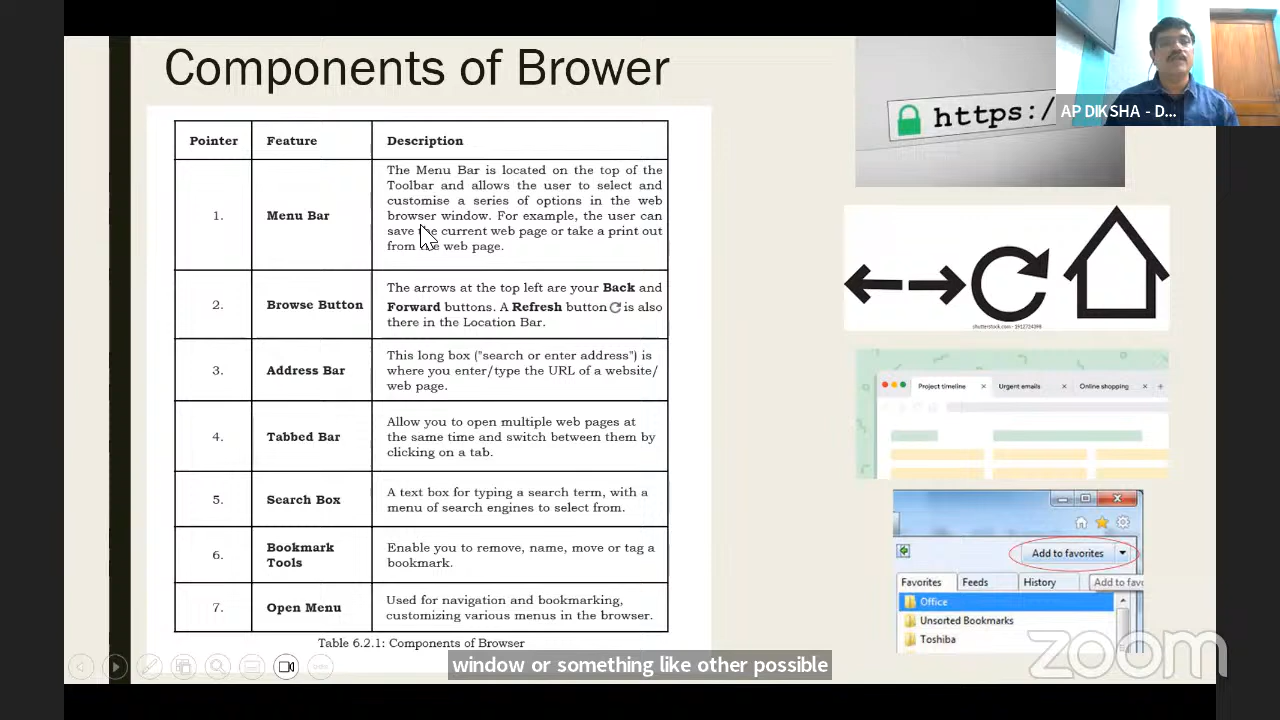 Components of Brower
Pointer Feature Description
1. Menu Bar
The Menu Bar is located on the top of the
Toolbar and allows the user to select and
customise a series of options in the web
browser window. For example, the user can
save the current web page or take a print out
from the web page.
2. Browse Button
The arrows at the top left are your Back and
Forward buttons. A Refresh button is also
there in the Location Bar.
3. Address Bar
This long box ("search or enter address") is
where you enter/type the URL of a website/
web page.
4. Tabbed Bar
Allow you to open multiple web pages at
the same time and switch between them by
clicking on a tab.
5. Search Box
A text box for typing a search term, with a
menu of search engines to select from.
6. Bookmark
Tools
Enable you to remove, name, move or tag a
bookmark.
7. Open Menu
Used for navigation and bookmarking,
customizing various menus in the browser.
Table 6.2.1: Components of Browser
https:/
AP DIKSHA - D...
shutterstock.com · 1912724398
Project timeline Urgent emails Online shopping
Add to favorites
Favorites Feeds History Add to favo
Office
Unsorted Bookmarks
Toshiba
zoom
window or something like other possible